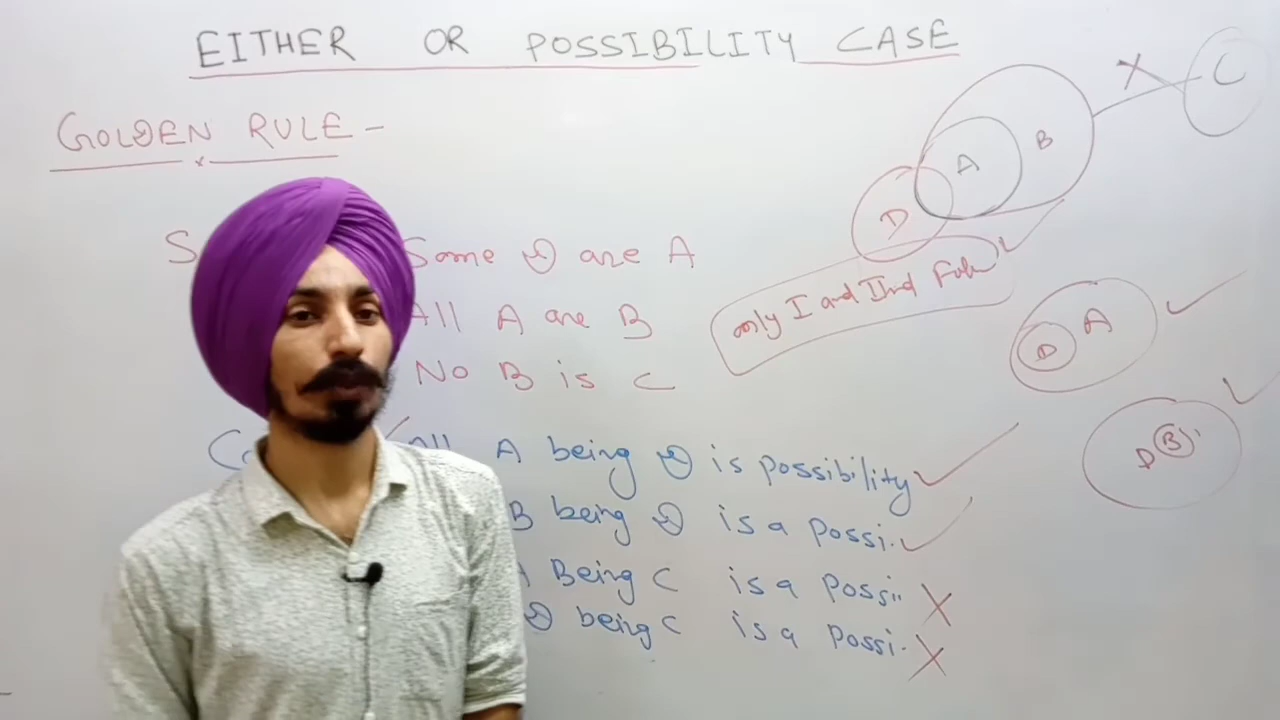 EITHER OR POSSIBILITY CASE
GOLDEN RULE -
S Some D are A
All A are B
No B is C
Co All A being D is possibility
B being D is a possi.
A Being C is a possi.
D being C is a possi.
only I and IInd
A
B
C
D
D A
D B